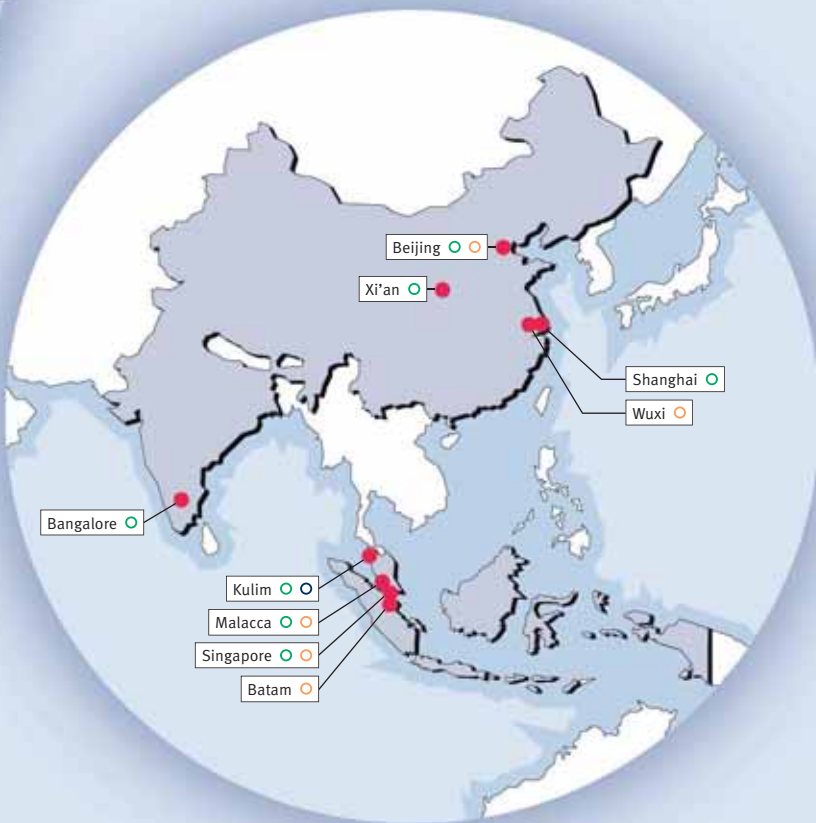 Beijing
Xi’an
Shanghai
Wuxi
Bangalore
Kulim
Malacca
Singapore
Batam